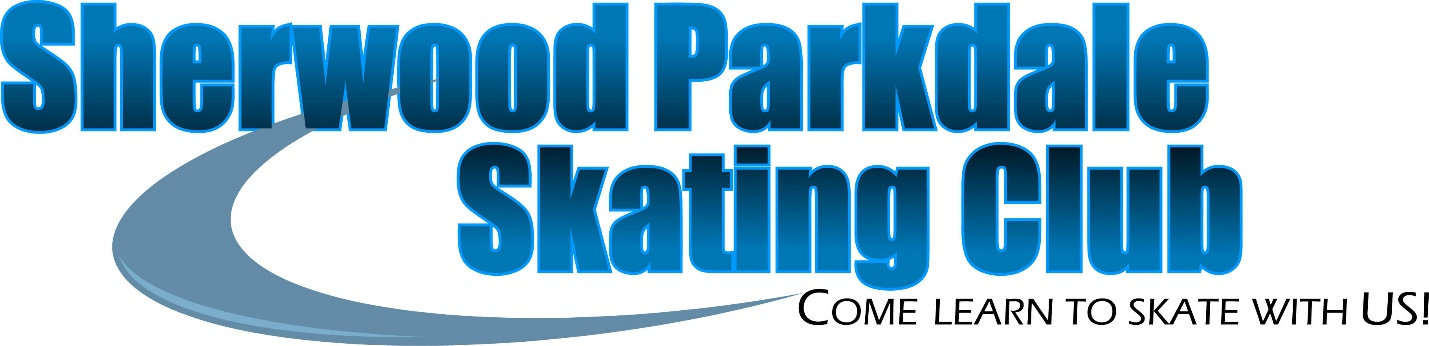 Sherwood Parkdale
Skating Club
COME LEARN TO SKATE WITH US!